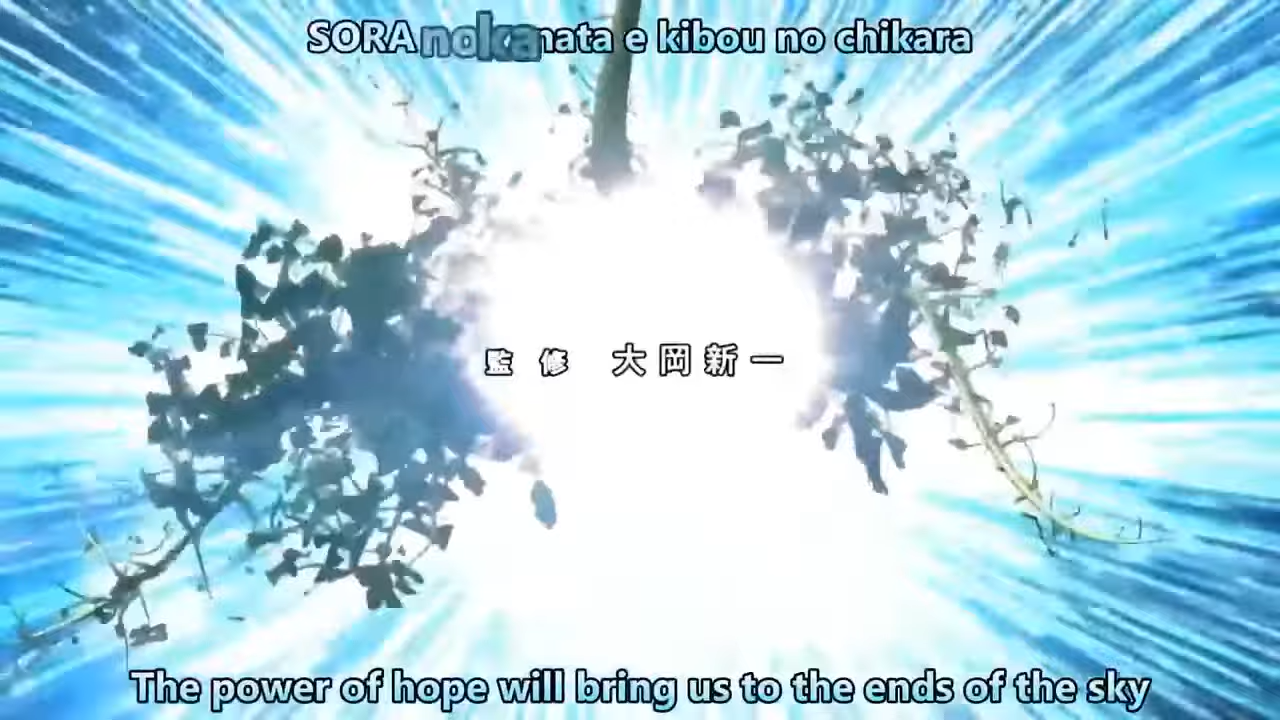 SORA no kanata e kibou no chikara
監修 大岡新一
The power of hope will bring us to the ends of the sky